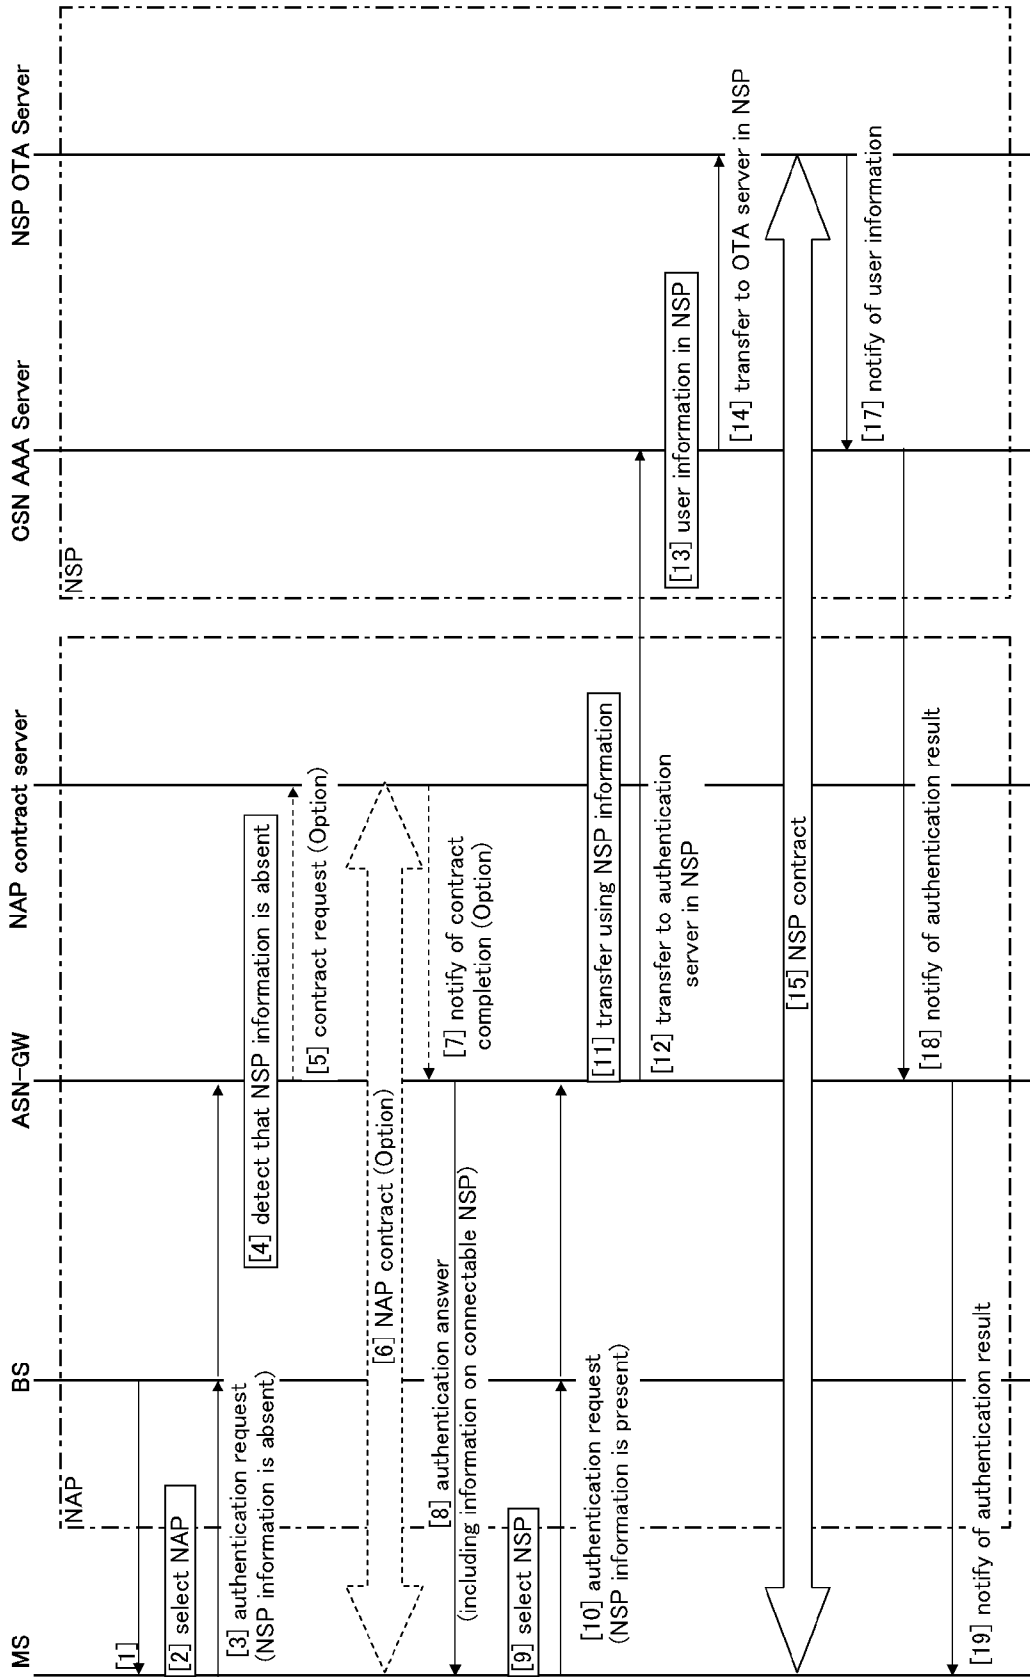 MS
BS
ASN-GW
NAP contract server
CSN AAA Server
NSP OTA Server
NAP
NSP
[1]
[2] select NAP
[3] authentication request
(NSP information is absent)
[4] detect that NSP information is absent
[5] contract request (Option)
[6] NAP contract (Option)
[7] notify of contract
completion (Option)
[8] authentication answer
(including information on connectable NSP)
[9] select NSP
[10] authentication request
(NSP information is present)
[11] transfer using NSP information
[12] transfer to authentication
server in NSP
[13] user information in NSP
[14] transfer to OTA server in NSP
[15] NSP contract
[17] notify of user information
[18] notify of authentication result
[19] notify of authentication result